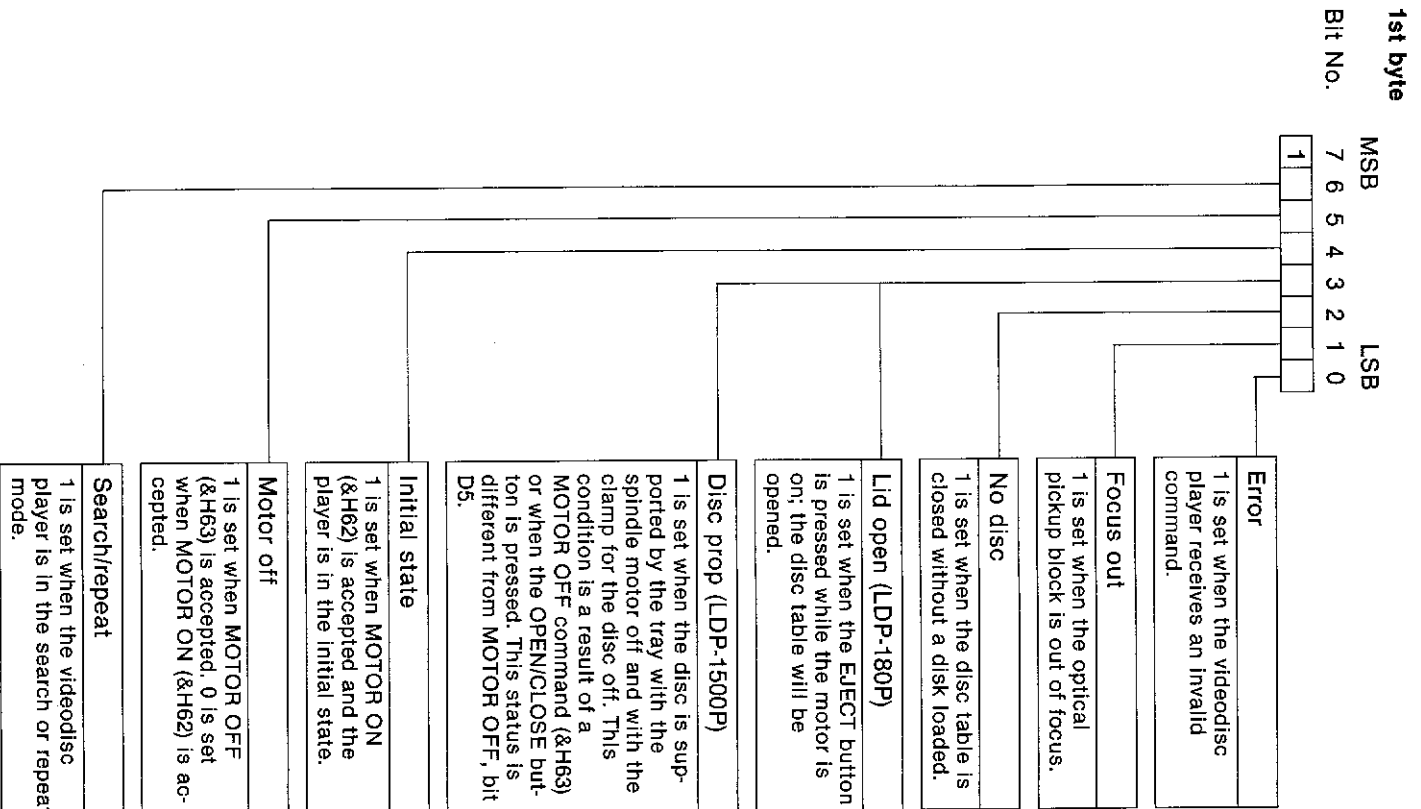 1st byte
MSB LSB
Bit No. 7 6 5 4 3 2 1 0
1
Error
1 is set when the videodisc
player receives an invalid
command.
Focus out
1 is set when the optical
pickup block is out of focus.
No disc
1 is set when the disc table is
closed without a disk loaded.
Lid open (LDP-180P)
1 is set when the EJECT button
is pressed while the motor is
on; the disc table will be
opened.
Disc prop (LDP-1500P)
1 is set when the disc is sup-
ported by the tray with the
spindle motor off and with the
clamp for the disc off. This
condition is a result of a
MOTOR OFF command (&H63)
or when the OPEN/CLOSE but-
ton is pressed. This status is
different from MOTOR OFF, bit
D5.
Initial state
1 is set when MOTOR ON
(&H62) is accepted and the
player is in the initial state.
Motor off
1 is set when MOTOR OFF
(&H63) is accepted. 0 is set
when MOTOR ON (&H62) is ac-
cepted.
Search/repeat
1 is set when the videodisc
player is in the search or repeat
mode.